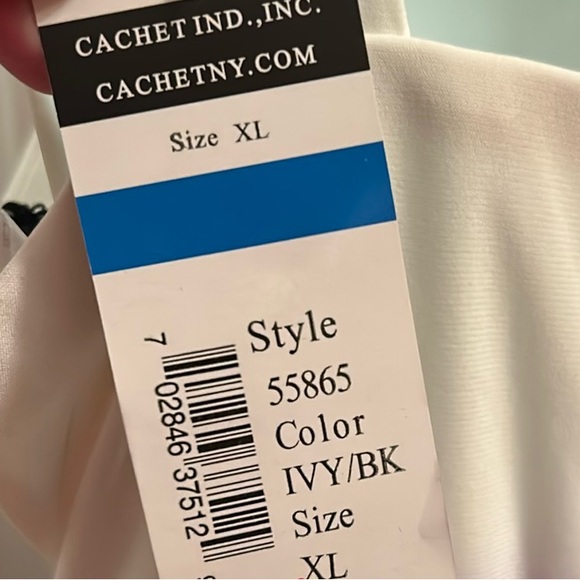 CACHET IND.,INC.
CACHETNY.COM
Size XL
Style
55865
Color
IVY/BK
Size
XL
7 02846 37512